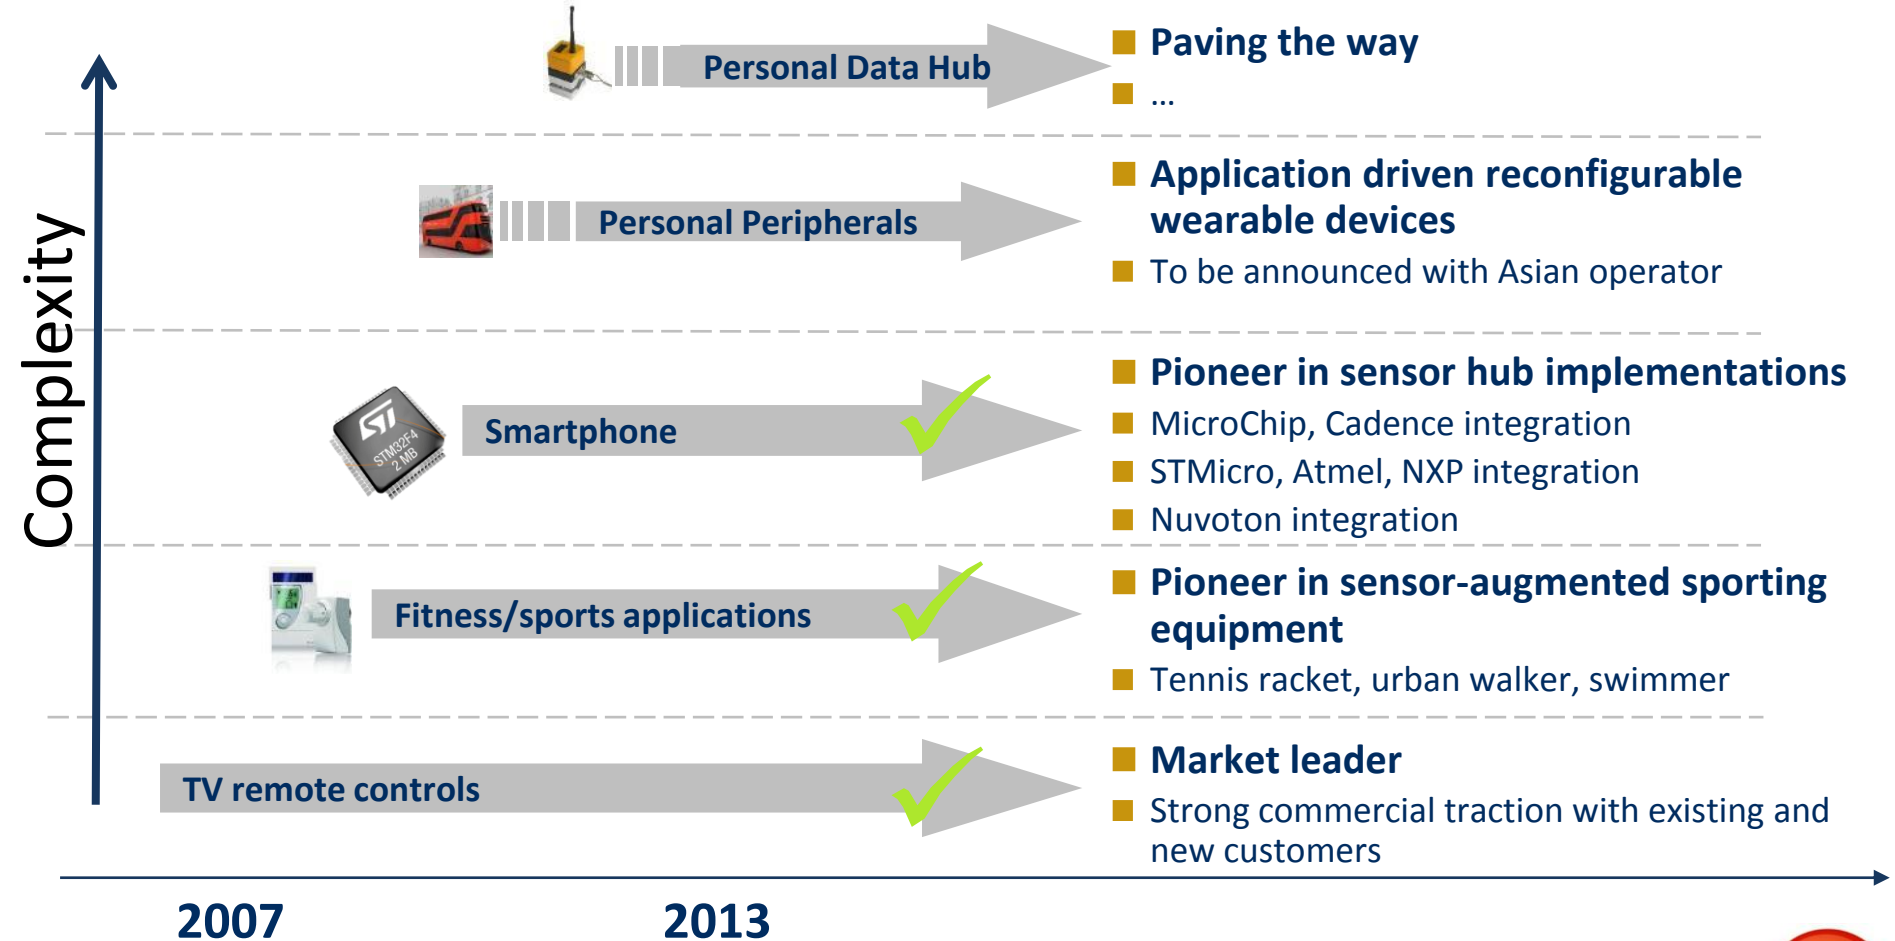 Complexity
Personal Data Hub
Paving the way
...
Personal Peripherals
Application driven reconfigurable
wearable devices
To be announced with Asian operator
STM32F4
2 MB
Smartphone
Pioneer in sensor hub implementations
MicroChip, Cadence integration
STMicro, Atmel, NXP integration
Nuvoton integration
Fitness/sports applications
Pioneer in sensor-augmented sporting
equipment
Tennis racket, urban walker, swimmer
TV remote controls
Market leader
Strong commercial traction with existing and
new customers
2007
2013